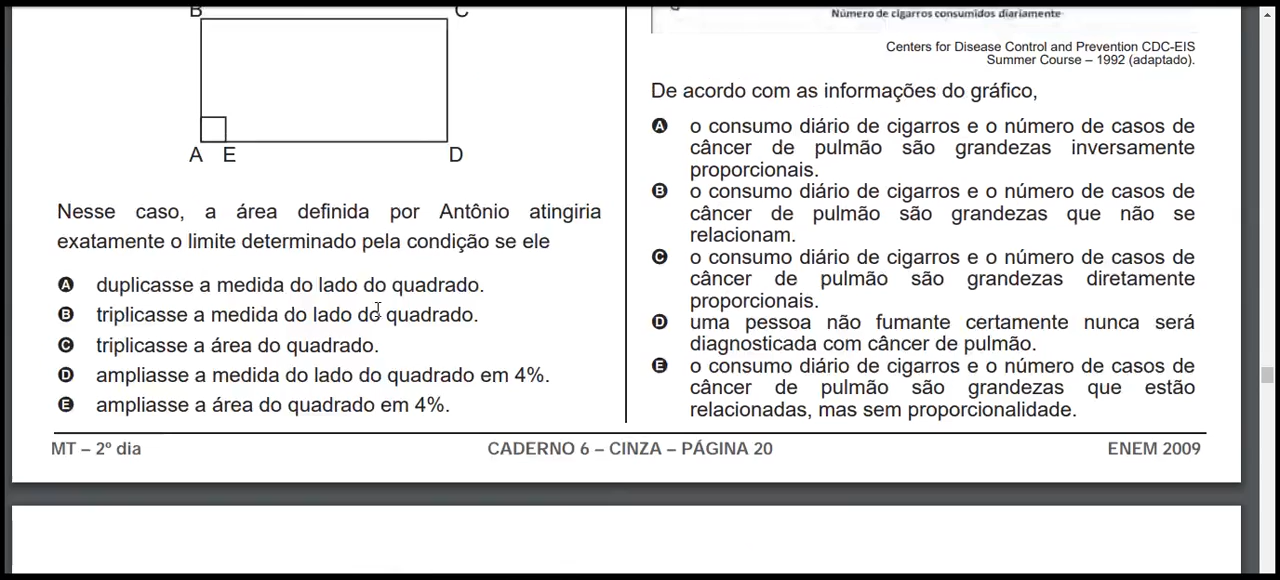 B C
A E D
Nesse caso, a área definida por Antônio atingiria
exatamente o limite determinado pela condição se ele
A duplicasse a medida do lado do quadrado.
B triplicasse a medida do lado do quadrado.
C triplicasse a área do quadrado.
D ampliasse a medida do lado do quadrado em 4%.
E ampliasse a área do quadrado em 4%.
Número de cigarros consumidos diariamente
Centers for Disease Control and Prevention CDC-EIS
Summer Course – 1992 (adaptado).
De acordo com as informações do gráfico,
A o consumo diário de cigarros e o número de casos de
câncer de pulmão são grandezas inversamente
proporcionais.
B o consumo diário de cigarros e o número de casos de
câncer de pulmão são grandezas que não se
relacionam.
C o consumo diário de cigarros e o número de casos de
câncer de pulmão são grandezas diretamente
proporcionais.
D uma pessoa não fumante certamente nunca será
diagnosticada com câncer de pulmão.
E o consumo diário de cigarros e o número de casos de
câncer de pulmão são grandezas que estão
relacionadas, mas sem proporcionalidade.
MT – 2º dia CADERNO 6 – CINZA – PÁGINA 20 ENEM 2009